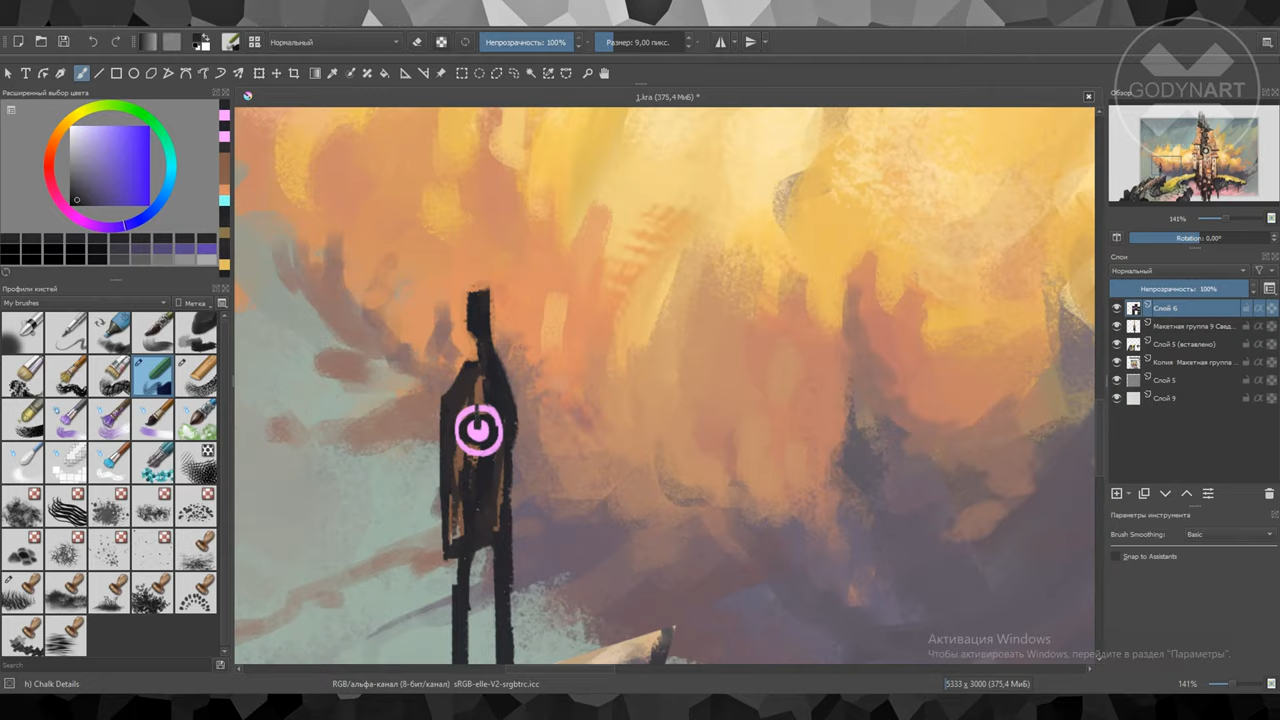 GODYNART
Нормальный
Непрозрачность: 100%
Размер: 9,00 пикс.
Расширенный выбор цвета
1.kra (375,4 МиБ) *
Обзор
141%
Rotation: 0,00°
Слои
Нормальный
Непрозрачность: 100%
Слой 6
Макетная группа 9 Свед...
Слой 5 (вставлено)
Копия Макетная группа ...
Слой 5
Слой 9
Профили кистей
My brushes
Метка
Параметры инструмента
Brush Smoothing:
Basic
Snap to Assistants
Активация Windows
Чтобы активировать Windows, перейдите в раздел "Параметры".
Search
h) Chalk Details
RGB/альфа-канал (8-бит/канал) sRGB-elle-V2-srgbtrc.icc
5333 x 3000 (375,4 МиБ)
141%